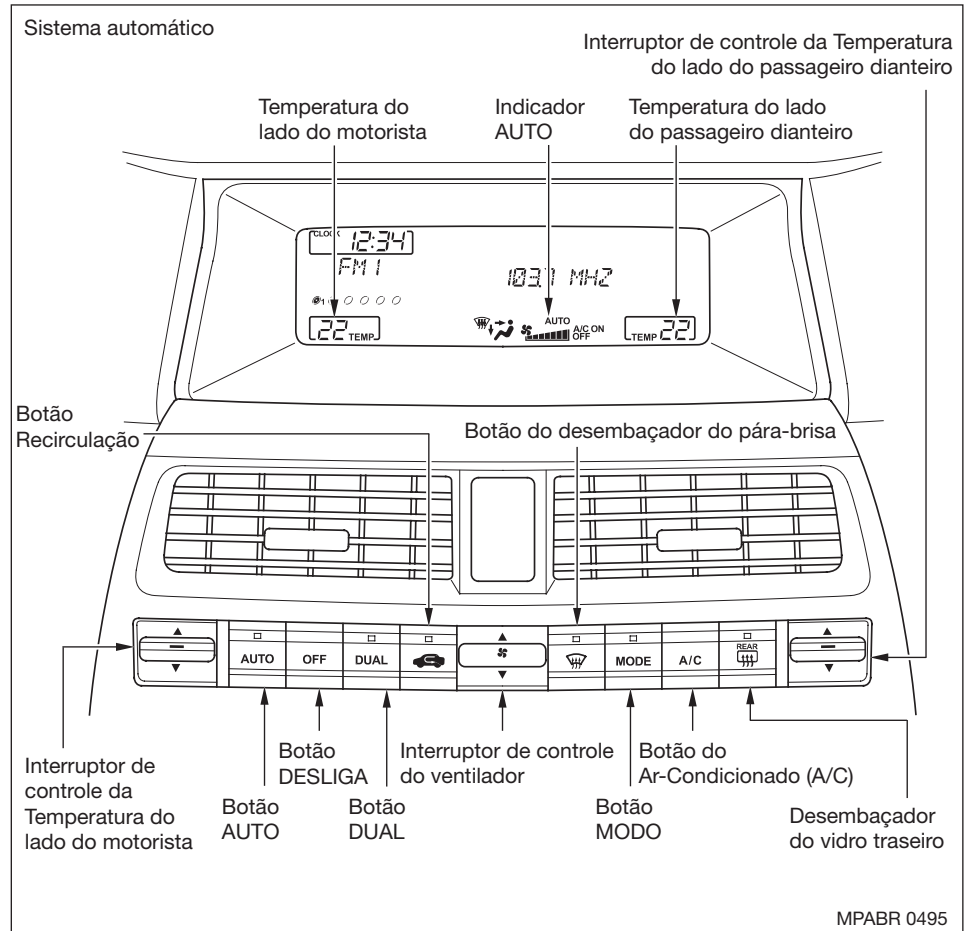 Sistema automático
Interruptor de controle da Temperatura
do lado do passageiro dianteiro
Temperatura do
lado do motorista
Indicador
AUTO
Temperatura do lado
do passageiro dianteiro
CLOCK 12:34
FM1
103.7 MHZ
22 TEMP
AUTO
A/C ON
OFF
TEMP 22
Botão
Recirculação
Botão do desembaçador do pára-brisa
AUTO
OFF
DUAL
MODE
A/C
REAR
Interruptor de
controle da
Temperatura do
lado do motorista
Botão
AUTO
Botão
DESLIGA
Botão
DUAL
Interruptor de controle
do ventilador
Botão
MODO
Botão do
Ar-Condicionado (A/C)
Desembaçador
do vidro traseiro
MPABR 0495